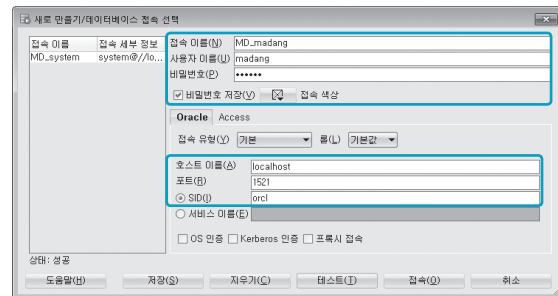 새로 만들기/데이터베이스 접속 선택
접속 이름 접속 세부 정보
MD_system system@//lo...
접속 이름(N) MD_madang
사용자 이름(U) madang
비밀번호(P) ••••••
비밀번호 저장(V) 접속 색상
Oracle Access
접속 유형(Y) 기본 롤(L) 기본값
호스트 이름(A) localhost
포트(R) 1521
SID(I) orcl
서비스 이름(E)
OS 인증 Kerberos 인증 프록시 접속
상태: 성공
도움말(H) 저장(S) 지우기(C) 테스트(T) 접속(O) 취소